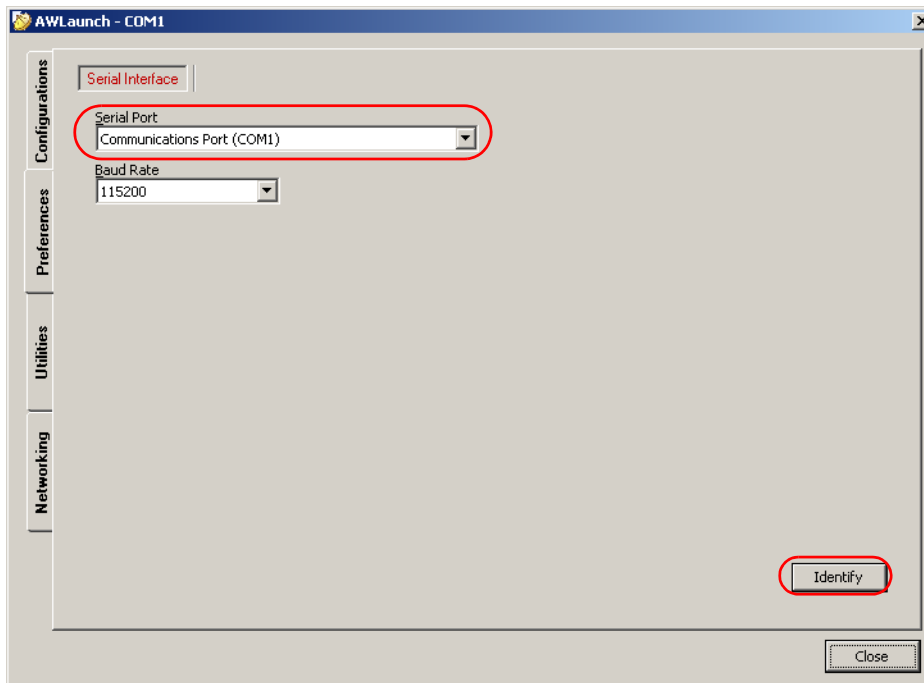 AWLaunch - COM1
Configurations
Preferences
Utilities
Networking
Serial Interface
Serial Port
Communications Port (COM1)
Baud Rate
115200
Identify
Close